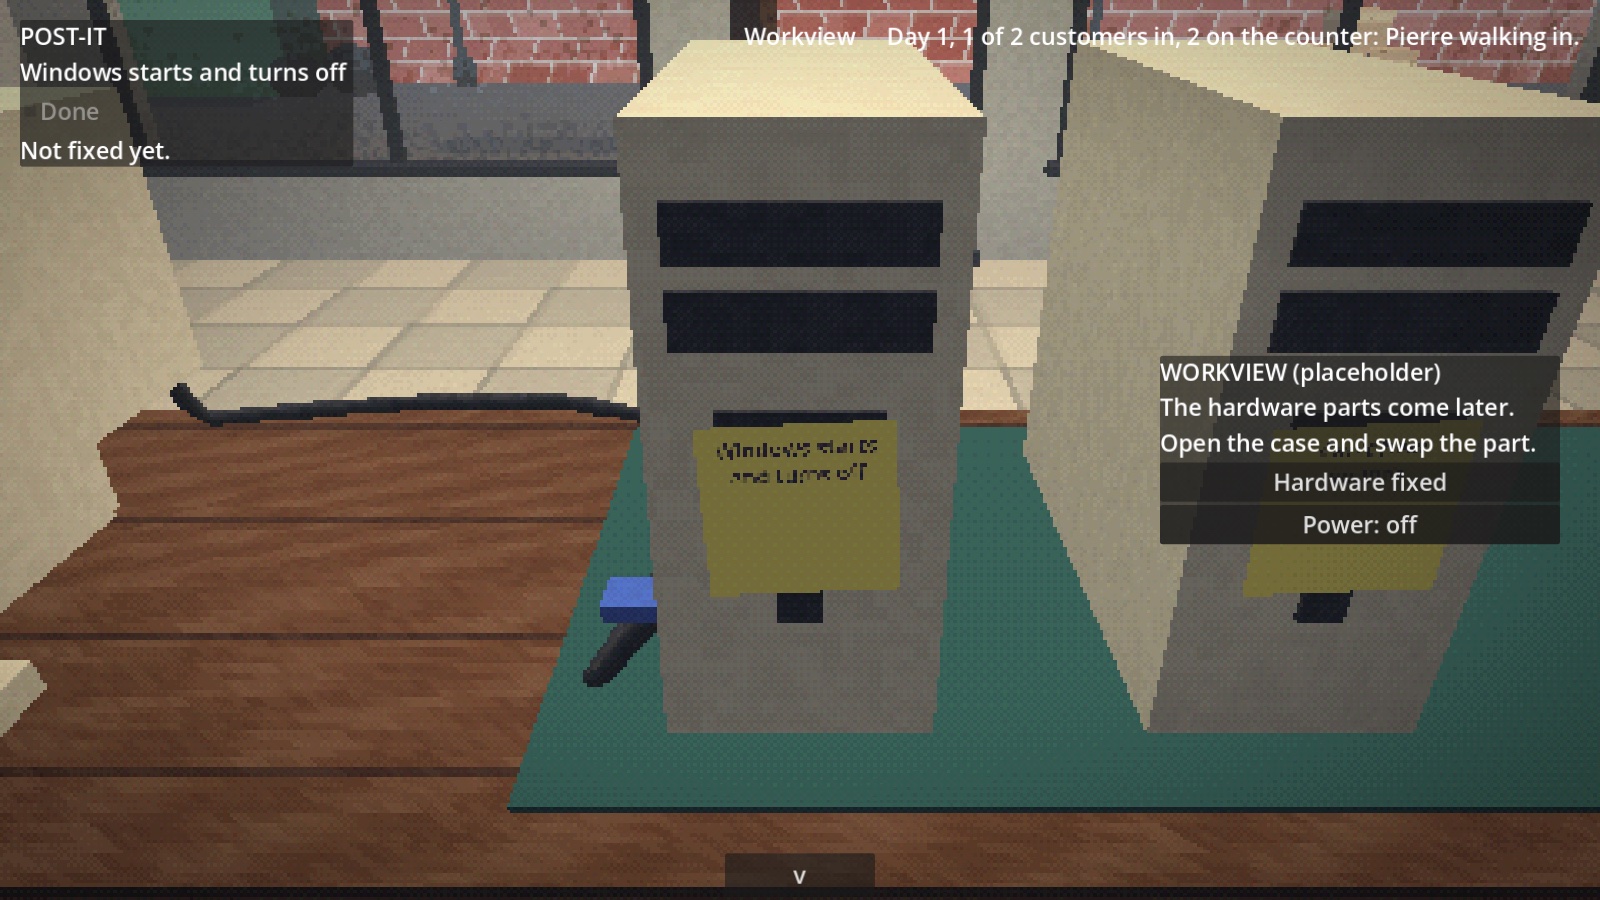 POST-IT
Windows starts and turns off
Done
Not fixed yet.
Workview Day 1, 1 of 2 customers in, 2 on the counter: Pierre walking in.
WORKVIEW (placeholder)
The hardware parts come later.
Open the case and swap the part.
Hardware fixed
Power: off
Windows starts
and turns off
v